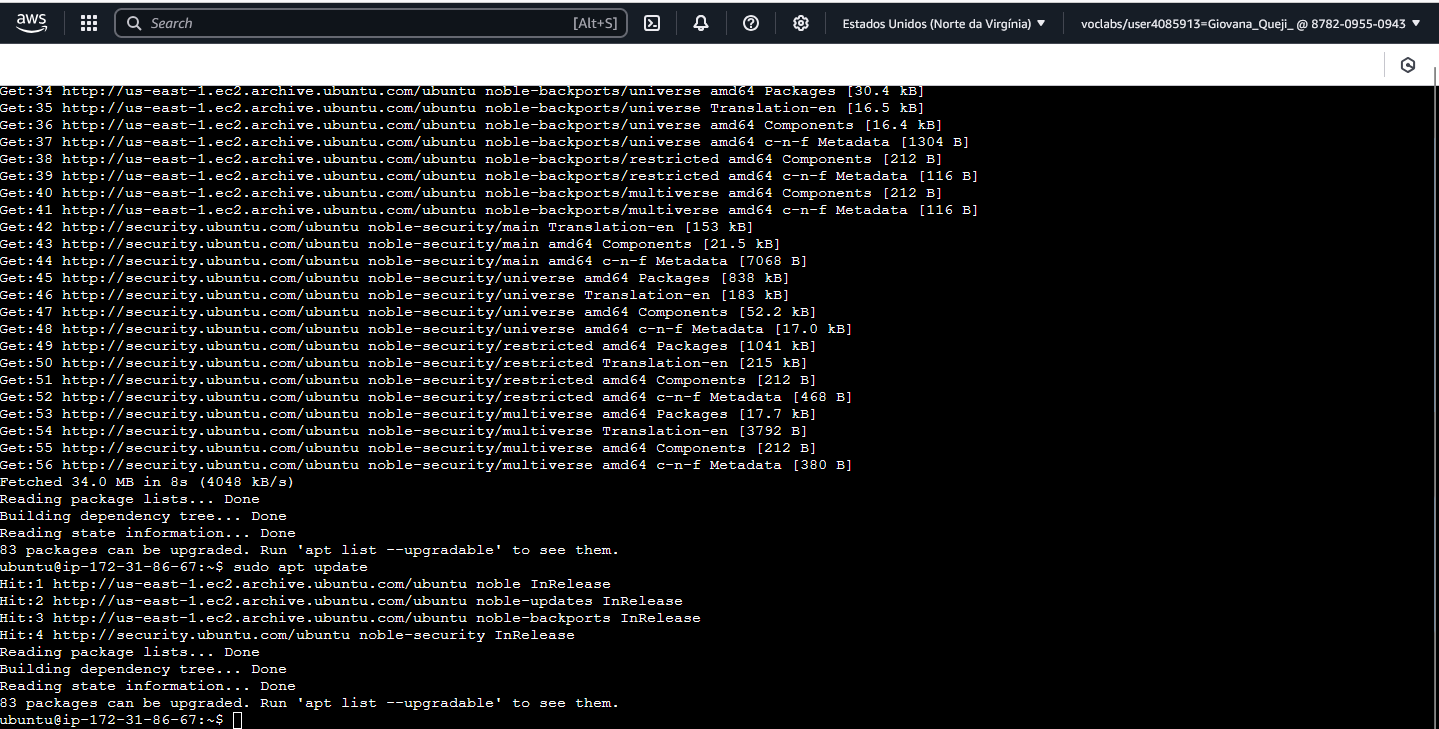 aws
Search [Alt+S] Estados Unidos (Norte da Virgínia) voclabs/user4085913=Giovana_Queji_ @ 8782-0955-0943
Get:34 http://us-east-1.ec2.archive.ubuntu.com/ubuntu noble-backports/universe amd64 Packages [30.4 kB]
Get:35 http://us-east-1.ec2.archive.ubuntu.com/ubuntu noble-backports/universe Translation-en [16.5 kB]
Get:36 http://us-east-1.ec2.archive.ubuntu.com/ubuntu noble-backports/universe amd64 Components [16.4 kB]
Get:37 http://us-east-1.ec2.archive.ubuntu.com/ubuntu noble-backports/universe amd64 c-n-f Metadata [1304 B]
Get:38 http://us-east-1.ec2.archive.ubuntu.com/ubuntu noble-backports/restricted amd64 Components [212 B]
Get:39 http://us-east-1.ec2.archive.ubuntu.com/ubuntu noble-backports/restricted amd64 c-n-f Metadata [116 B]
Get:40 http://us-east-1.ec2.archive.ubuntu.com/ubuntu noble-backports/multiverse amd64 Components [212 B]
Get:41 http://us-east-1.ec2.archive.ubuntu.com/ubuntu noble-backports/multiverse amd64 c-n-f Metadata [116 B]
Get:42 http://security.ubuntu.com/ubuntu noble-security/main Translation-en [153 kB]
Get:43 http://security.ubuntu.com/ubuntu noble-security/main amd64 Components [21.5 kB]
Get:44 http://security.ubuntu.com/ubuntu noble-security/main amd64 c-n-f Metadata [7068 B]
Get:45 http://security.ubuntu.com/ubuntu noble-security/universe amd64 Packages [838 kB]
Get:46 http://security.ubuntu.com/ubuntu noble-security/universe Translation-en [183 kB]
Get:47 http://security.ubuntu.com/ubuntu noble-security/universe amd64 Components [52.2 kB]
Get:48 http://security.ubuntu.com/ubuntu noble-security/universe amd64 c-n-f Metadata [17.0 kB]
Get:49 http://security.ubuntu.com/ubuntu noble-security/restricted amd64 Packages [1041 kB]
Get:50 http://security.ubuntu.com/ubuntu noble-security/restricted Translation-en [215 kB]
Get:51 http://security.ubuntu.com/ubuntu noble-security/restricted amd64 Components [212 B]
Get:52 http://security.ubuntu.com/ubuntu noble-security/restricted amd64 c-n-f Metadata [468 B]
Get:53 http://security.ubuntu.com/ubuntu noble-security/multiverse amd64 Packages [17.7 kB]
Get:54 http://security.ubuntu.com/ubuntu noble-security/multiverse Translation-en [3792 B]
Get:55 http://security.ubuntu.com/ubuntu noble-security/multiverse amd64 Components [212 B]
Get:56 http://security.ubuntu.com/ubuntu noble-security/multiverse amd64 c-n-f Metadata [380 B]
Fetched 34.0 MB in 8s (4048 kB/s)
Reading package lists... Done
Building dependency tree... Done
Reading state information... Done
83 packages can be upgraded. Run 'apt list --upgradable' to see them.
ubuntu@ip-172-31-86-67:~$ sudo apt update
Hit:1 http://us-east-1.ec2.archive.ubuntu.com/ubuntu noble InRelease
Hit:2 http://us-east-1.ec2.archive.ubuntu.com/ubuntu noble-updates InRelease
Hit:3 http://us-east-1.ec2.archive.ubuntu.com/ubuntu noble-backports InRelease
Hit:4 http://security.ubuntu.com/ubuntu noble-security InRelease
Reading package lists... Done
Building dependency tree... Done
Reading state information... Done
83 packages can be upgraded. Run 'apt list --upgradable' to see them.
ubuntu@ip-172-31-86-67:~$